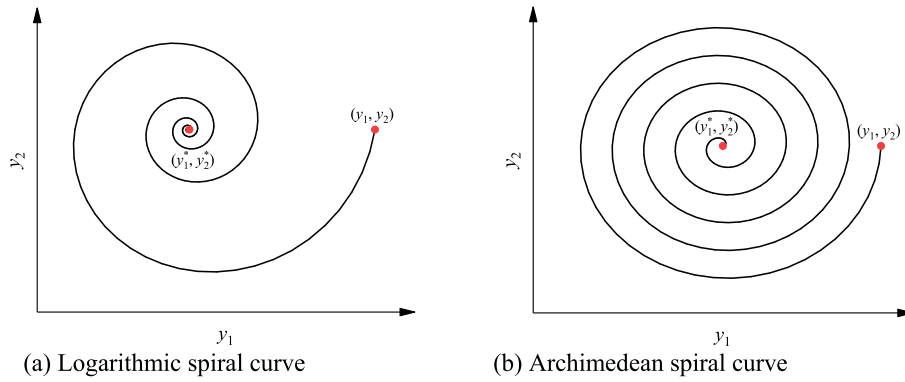 (y₁, y₂)
(y₁*, y₂*)
y₂
y₁
(a) Logarithmic spiral curve
(y₁*, y₂*)
(y₁, y₂)
y₂
y₁
(b) Archimedean spiral curve